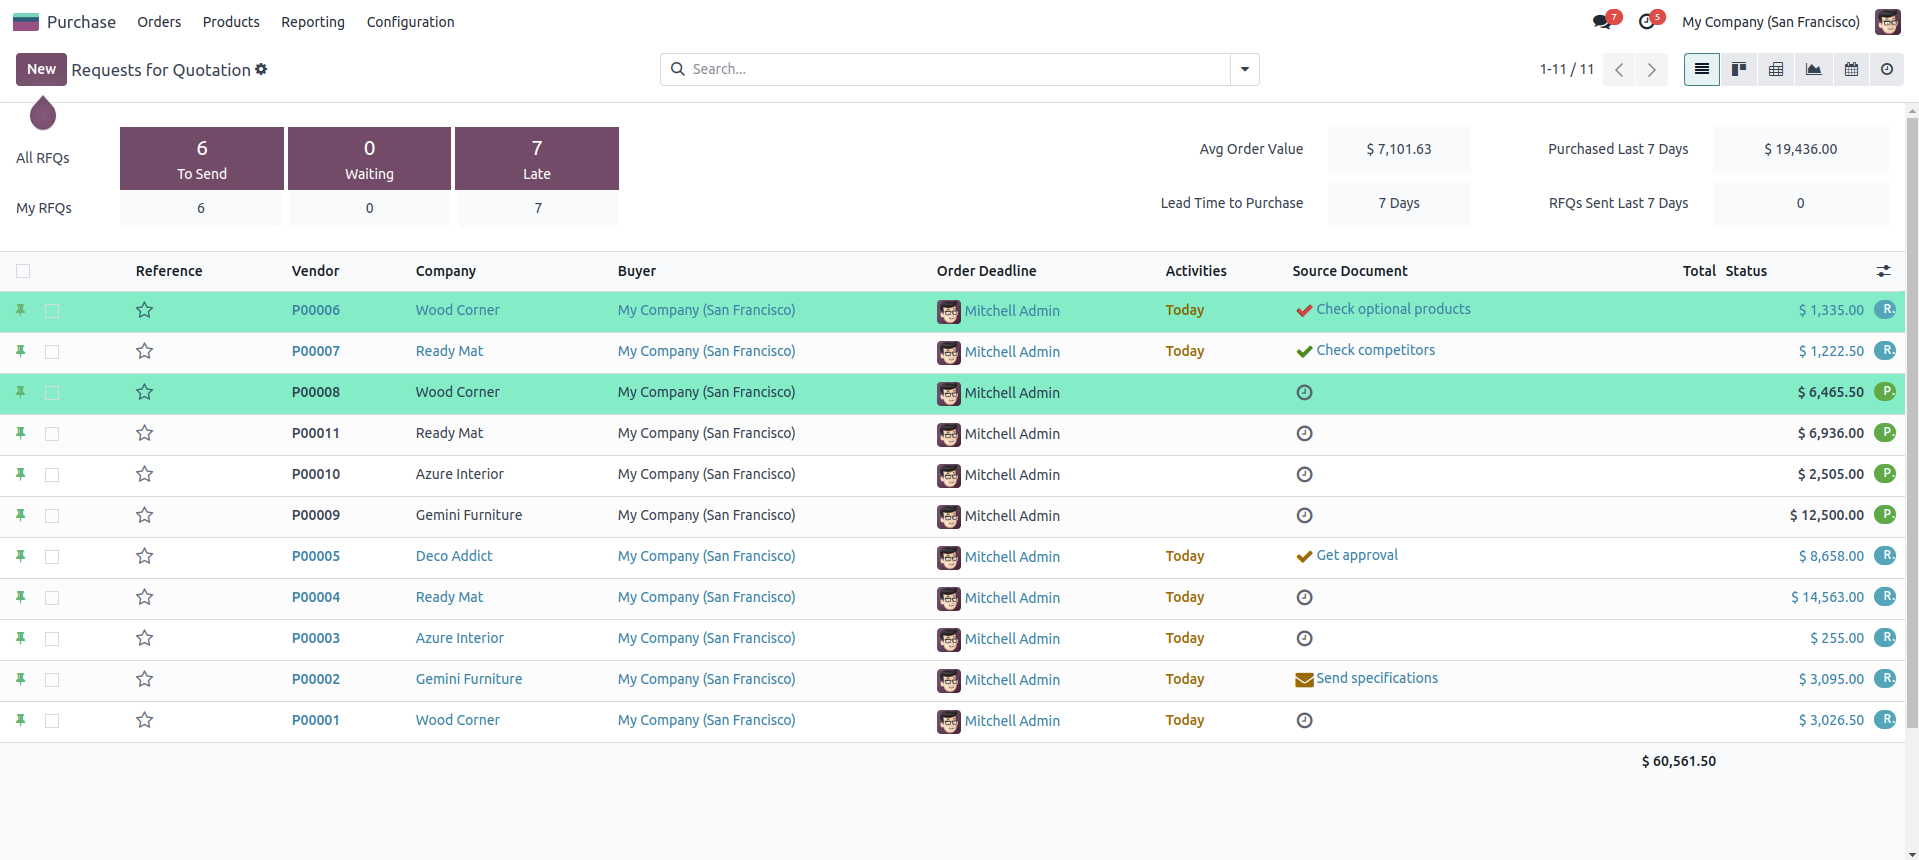 Purchase Orders Products Reporting Configuration 7 5 My Company (San Francisco)
New Requests for Quotation Search... 1-11 / 11
All RFQs 6 To Send 0 Waiting 7 Late
My RFQs 6 0 7
Avg Order Value $ 7,101.63 Purchased Last 7 Days $ 19,436.00
Lead Time to Purchase 7 Days RFQs Sent Last 7 Days 0
Reference Vendor Company Buyer Order Deadline Activities Source Document Total Status
P00006 Wood Corner My Company (San Francisco) Mitchell Admin Today Check optional products $ 1,335.00 R.
P00007 Ready Mat My Company (San Francisco) Mitchell Admin Today Check competitors $ 1,222.50 R.
P00008 Wood Corner My Company (San Francisco) Mitchell Admin $ 6,465.50 P.
P00011 Ready Mat My Company (San Francisco) Mitchell Admin $ 6,936.00 P.
P00010 Azure Interior My Company (San Francisco) Mitchell Admin $ 2,505.00 P.
P00009 Gemini Furniture My Company (San Francisco) Mitchell Admin $ 12,500.00 P.
P00005 Deco Addict My Company (San Francisco) Mitchell Admin Today Get approval $ 8,658.00 R.
P00004 Ready Mat My Company (San Francisco) Mitchell Admin Today $ 14,563.00 R.
P00003 Azure Interior My Company (San Francisco) Mitchell Admin Today $ 255.00 R.
P00002 Gemini Furniture My Company (San Francisco) Mitchell Admin Today Send specifications $ 3,095.00 R.
P00001 Wood Corner My Company (San Francisco) Mitchell Admin Today $ 3,026.50 R.
$ 60,561.50